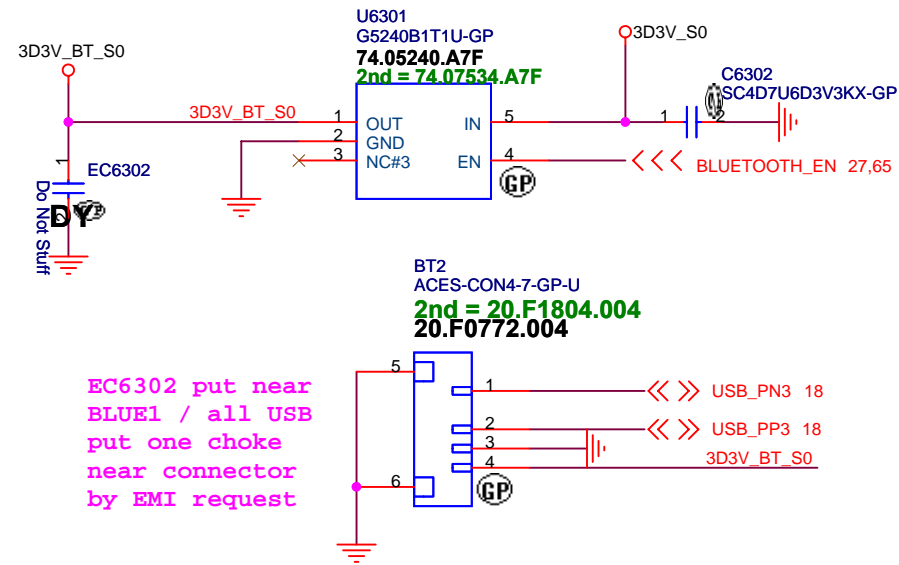 U6301
G5240B1T1U-GP
74.05240.A7F
2nd = 74.07534.A7F
3D3V_BT_S0
3D3V_S0
C6302
SC4D7U6D3V3KX-GP
3D3V_BT_S0
1 OUT
2 GND
3 NC#3
IN 5
EN 4
1
2
GP
BLUETOOTH_EN 27,65
1
EC6302
2
DY
Do Not Stuff
BT2
ACES-CON4-7-GP-U
2nd = 20.F1804.004
20.F0772.004
EC6302 put near
BLUE1 / all USB
put one choke
near connector
by EMI request
5
6
1
USB_PN3 18
2
USB_PP3 18
3
4
3D3V_BT_S0
GP